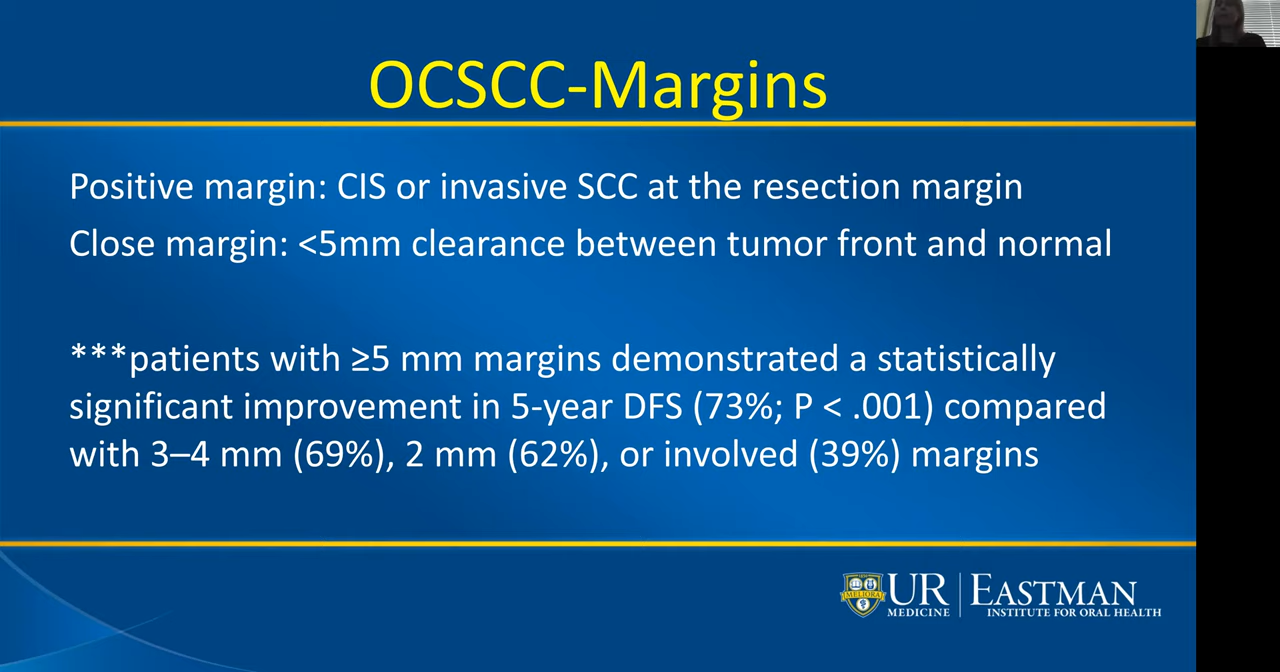 OCSCC-Margins
Positive margin: CIS or invasive SCC at the resection margin
Close margin: <5mm clearance between tumor front and normal
***patients with ≥5 mm margins demonstrated a statistically
significant improvement in 5-year DFS (73%; P < .001) compared
with 3–4 mm (69%), 2 mm (62%), or involved (39%) margins
MELIORA
UR
MEDICINE
EASTMAN
INSTITUTE FOR ORAL HEALTH